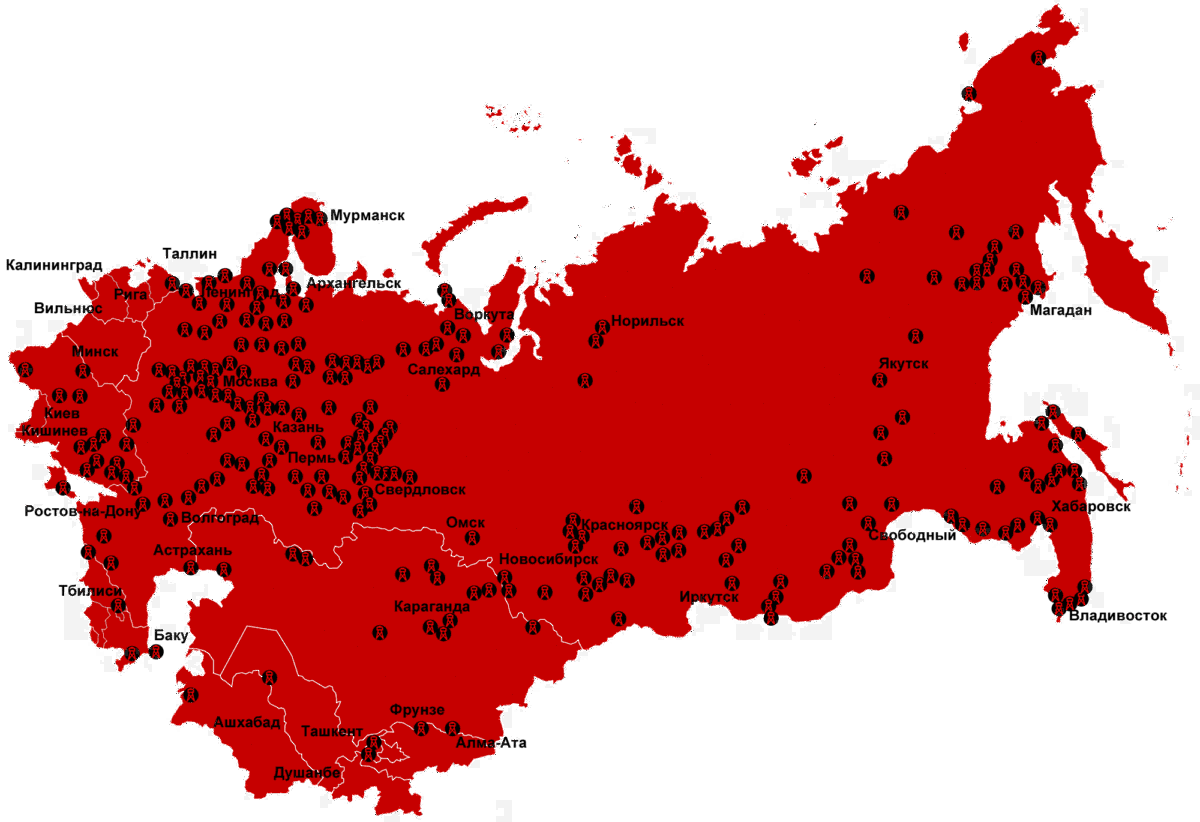 Мурманск
Таллин
Калининград
Архангельск
Рига
Ленинград
Вильнюс
Магадан
Воркута
Норильск
Минск
Якутск
Салехард
Москва
Киев
Казань
Кишинев
Пермь
Свердловск
Хабаровск
Ростов-на-Дону
Волгоград
Омск
Красноярск
Свободный
Астрахань
Новосибирск
Тбилиси
Иркутск
Караганда
Владивосток
Баку
Фрунзе
Ашхабад
Ташкент
Алма-Ата
Душанбе